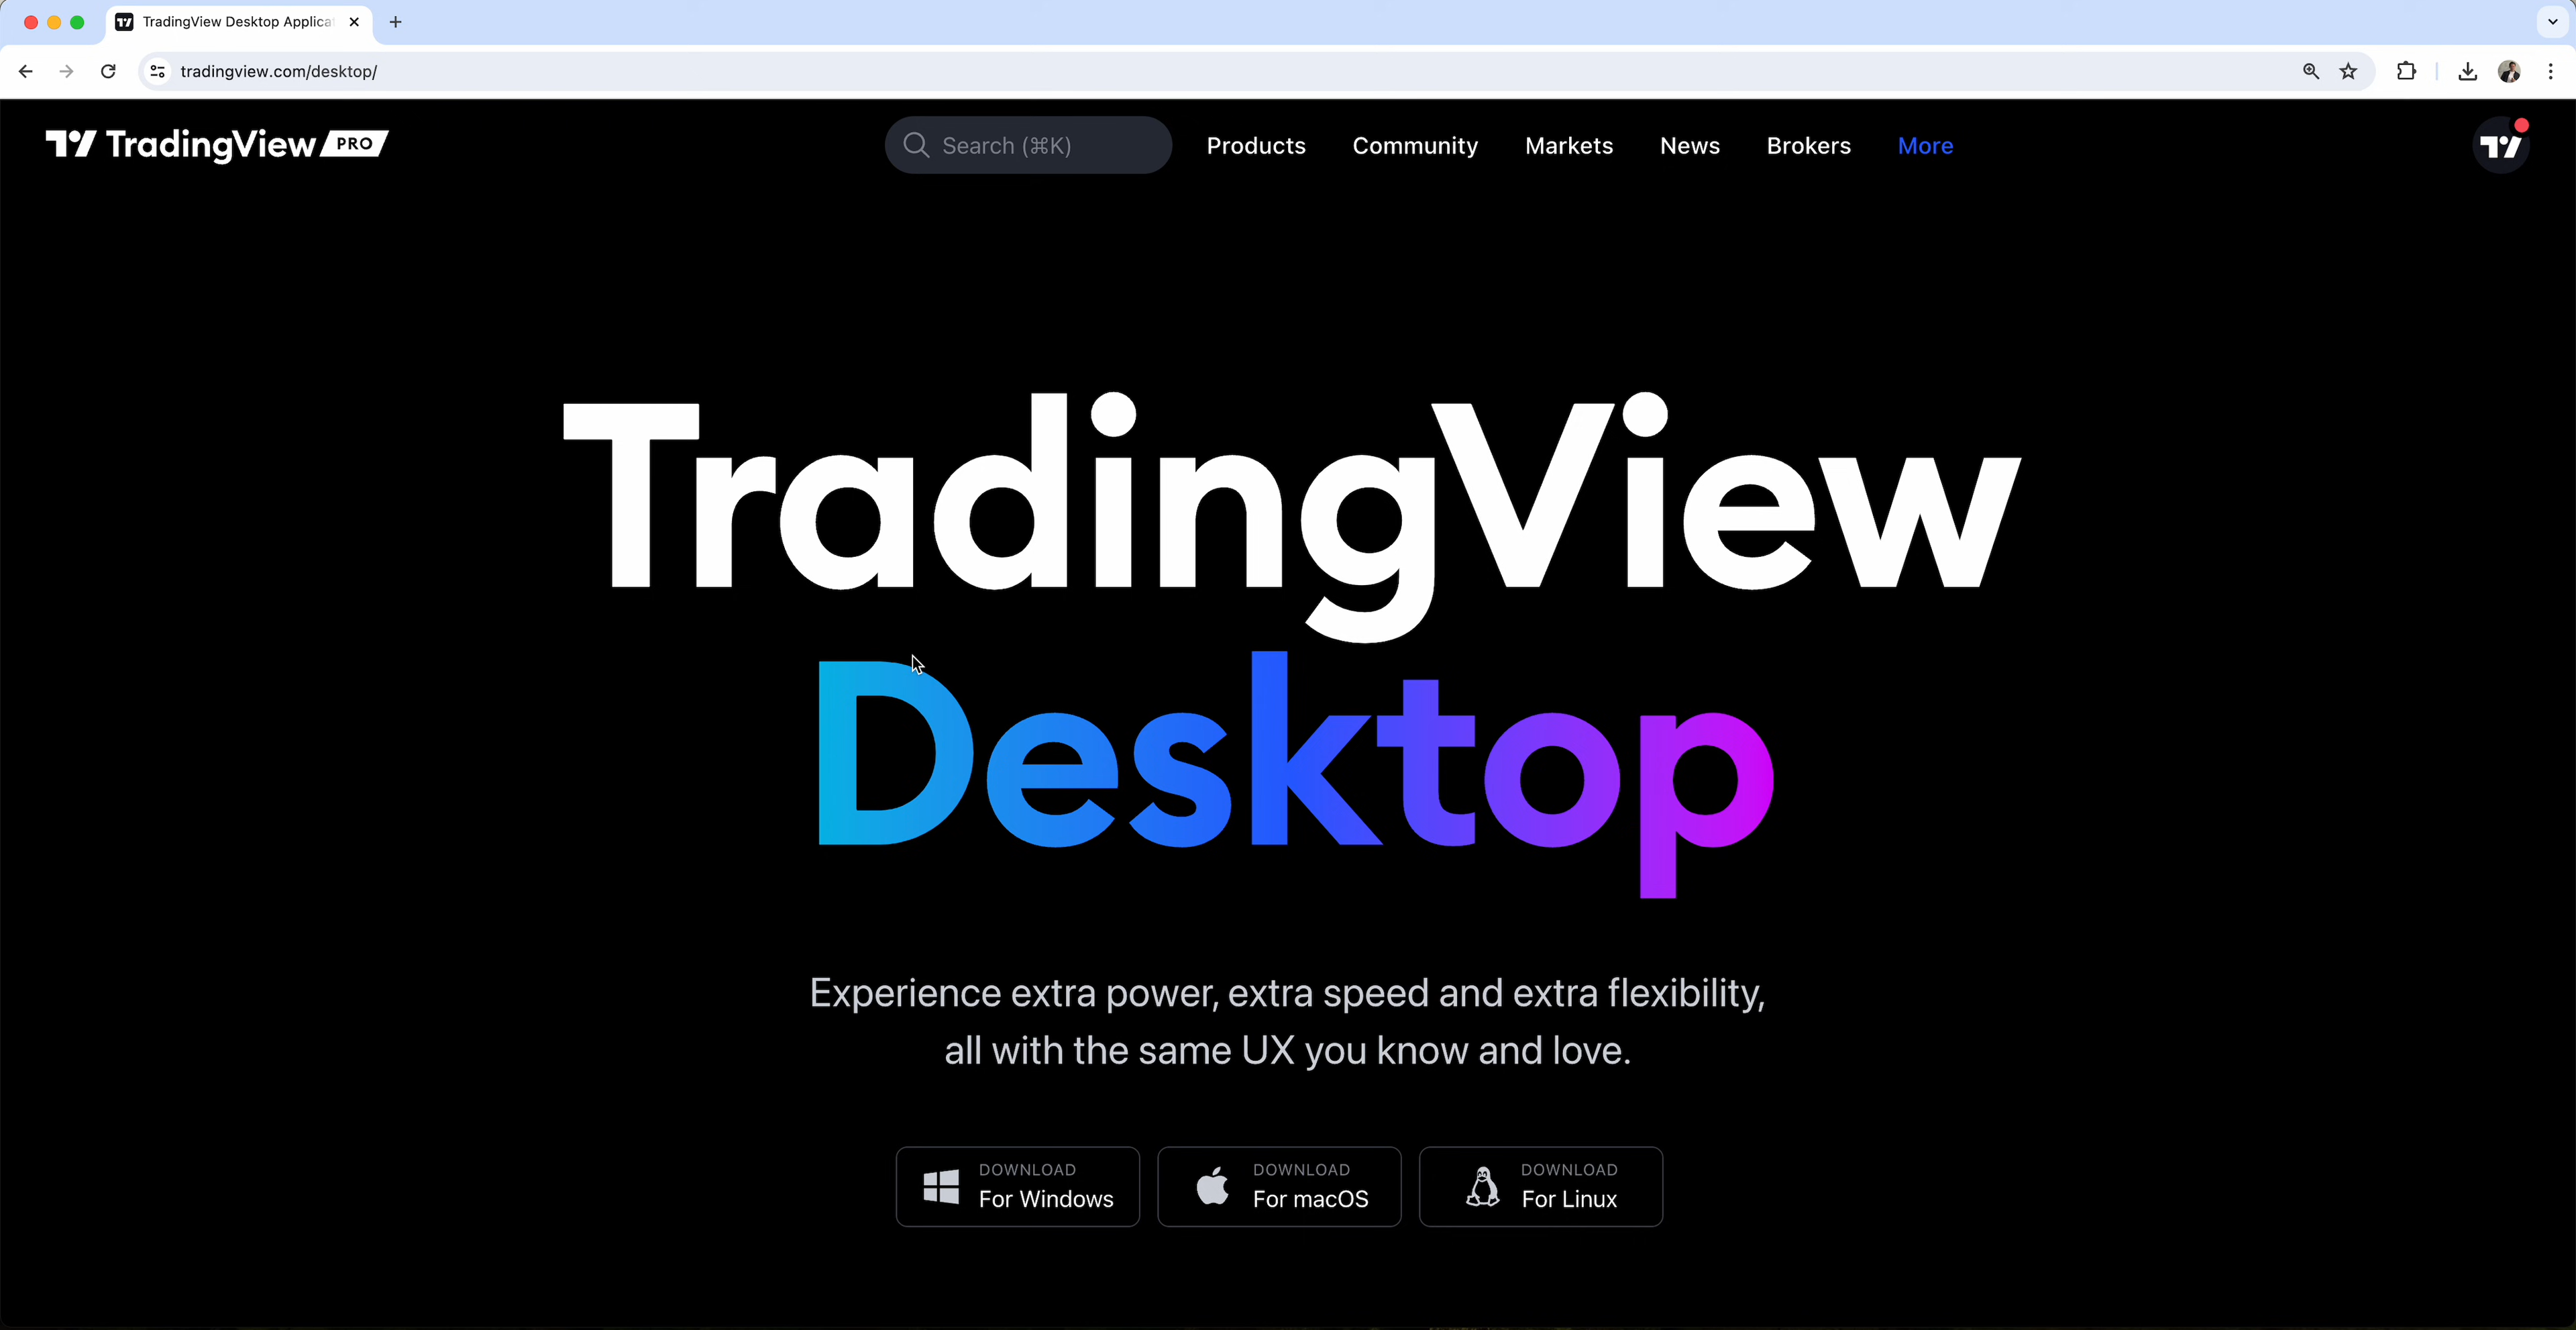 TradingView Desktop Applica
tradingview.com/desktop/
TradingView PRO
Search (⌘K)
Products
Community
Markets
News
Brokers
More
TradingView
Desktop
Experience extra power, extra speed and extra flexibility,
all with the same UX you know and love.
DOWNLOAD
For Windows
DOWNLOAD
For macOS
DOWNLOAD
For Linux